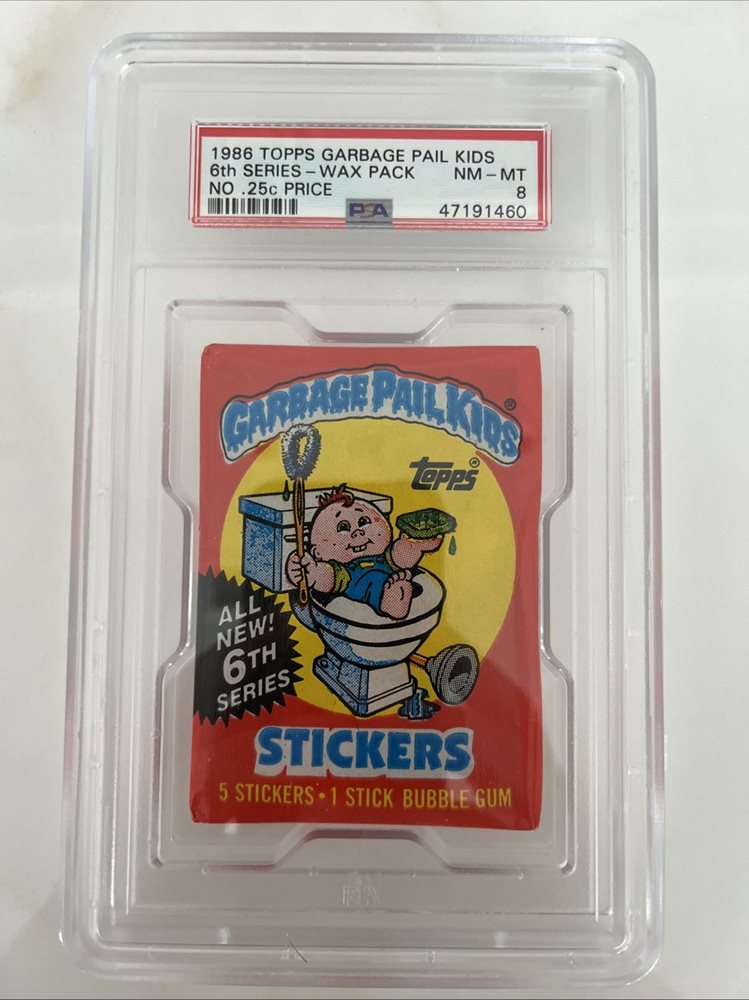 1986 TOPPS GARBAGE PAIL KIDS
6th SERIES - WAX PACK NM - MT
NO .25c PRICE 8
PSA 47191460
GARBAGE PAIL KIDS ®
topps ®
ALL
NEW!
6TH
SERIES
STICKERS
5 STICKERS • 1 STICK BUBBLE GUM
PSA